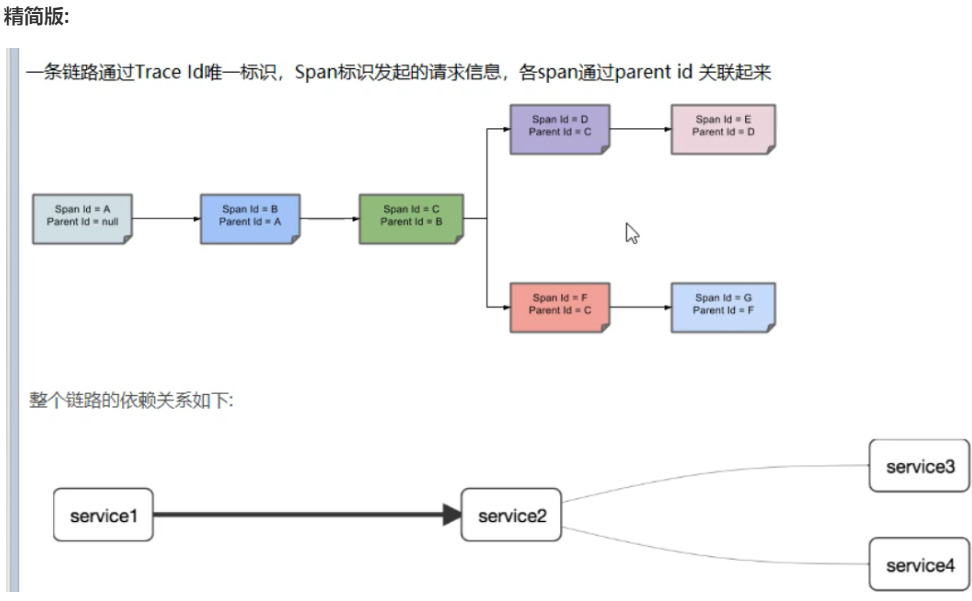 精简版:
一条链路通过Trace Id唯一标识，Span标识发起的请求信息，各span通过parent id 关联起来
Span Id = D
Parent Id = C
Span Id = E
Parent Id = D
Span Id = A
Parent Id = null
Span Id = B
Parent Id = A
Span Id = C
Parent Id = B
Span Id = F
Parent Id = C
Span Id = G
Parent Id = F
整个链路的依赖关系如下:
service1
service2
service3
service4